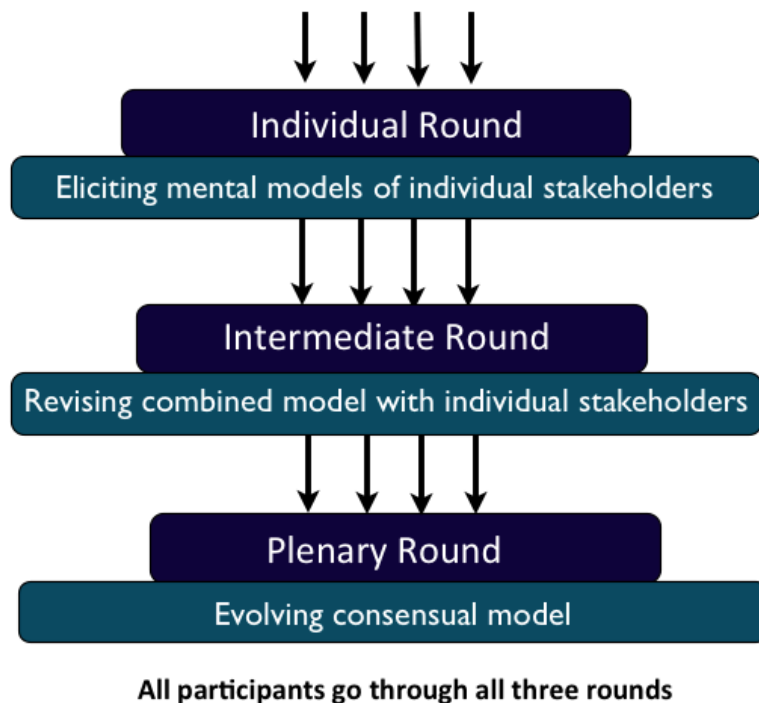 Individual Round
Eliciting mental models of individual stakeholders
Intermediate Round
Revising combined model with individual stakeholders
Plenary Round
Evolving consensual model
All participants go through all three rounds